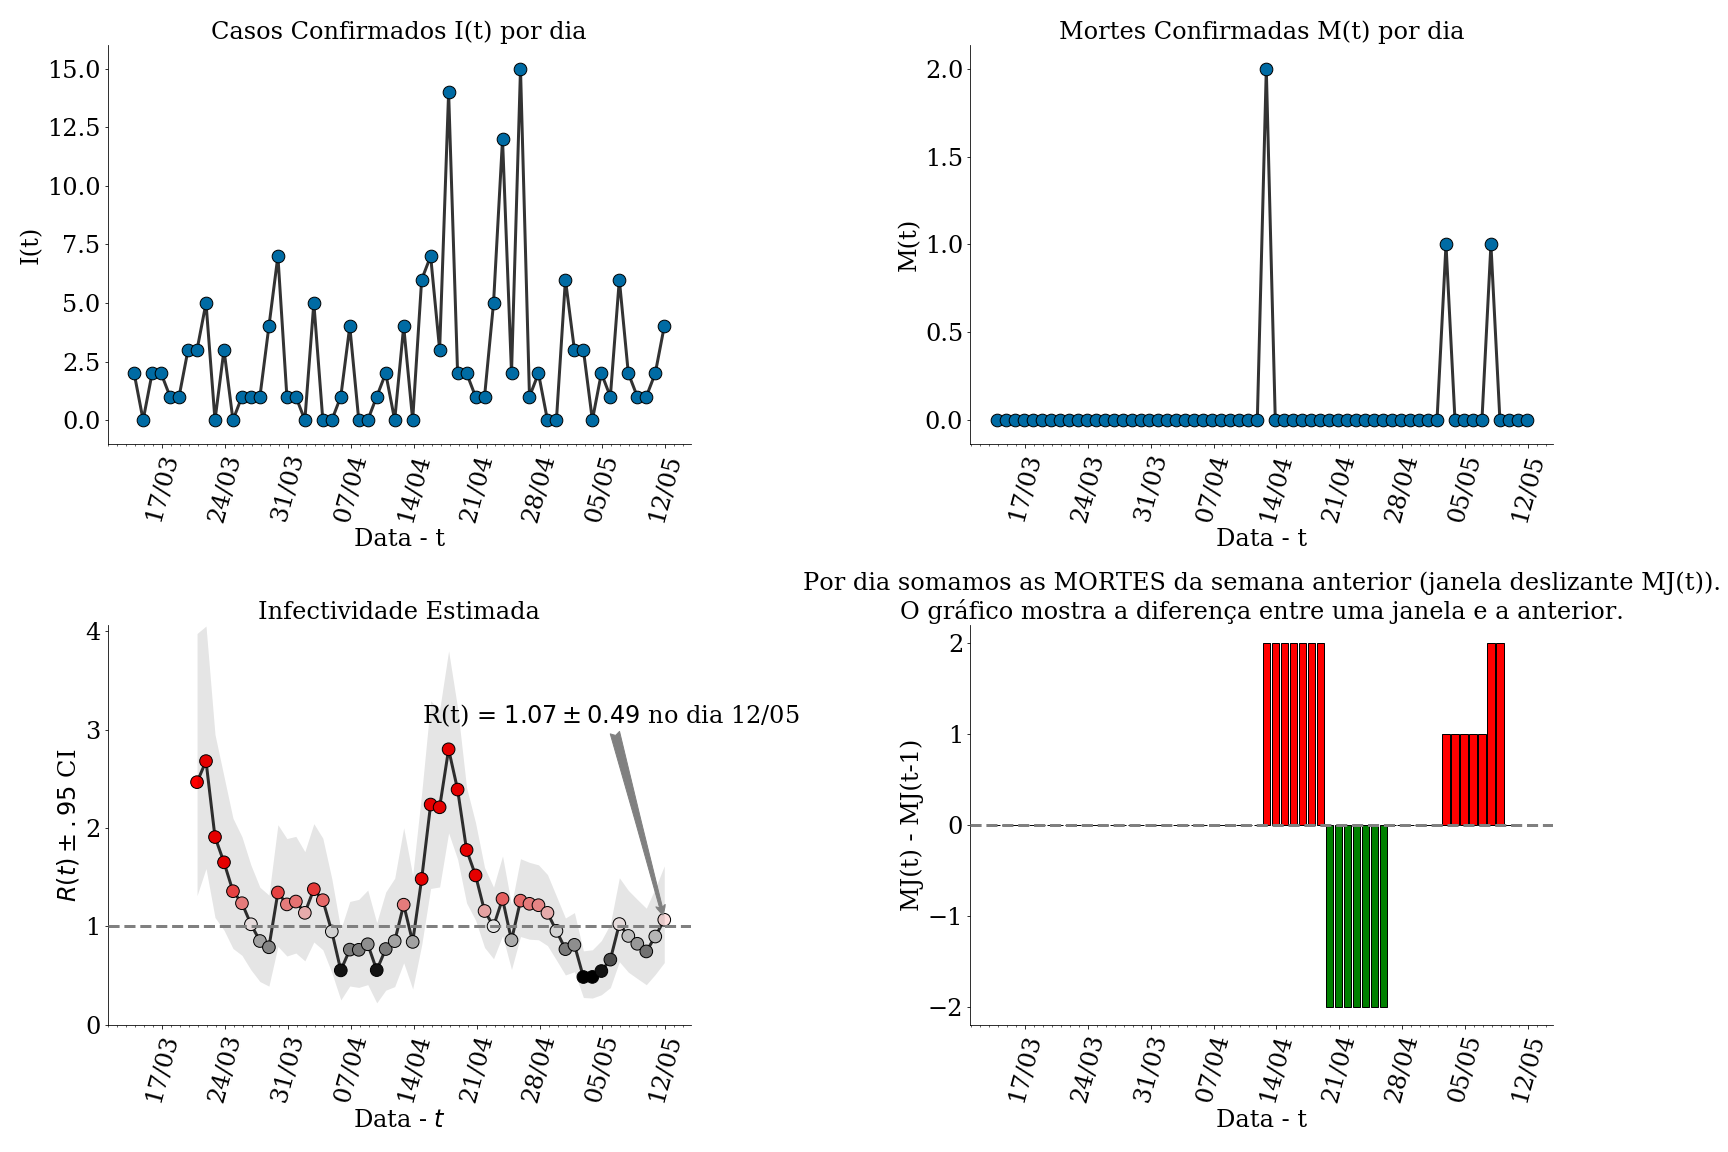 Casos Confirmados I(t) por dia
15.0
12.5
10.0
7.5
5.0
2.5
0.0
I(t)
17/03 24/03 31/03 07/04 14/04 21/04 28/04 05/05 12/05
Data - t
Mortes Confirmadas M(t) por dia
2.0
1.5
1.0
0.5
0.0
M(t)
17/03 24/03 31/03 07/04 14/04 21/04 28/04 05/05 12/05
Data - t
Infectividade Estimada
4
3
2
1
0
R(t) ± .95 CI
R(t) = 1.07 ± 0.49 no dia 12/05
17/03 24/03 31/03 07/04 14/04 21/04 28/04 05/05 12/05
Data - t
Por dia somamos as MORTES da semana anterior (janela deslizante MJ(t)).
O gráfico mostra a diferença entre uma janela e a anterior.
2
1
0
−1
−2
MJ(t) - MJ(t-1)
17/03 24/03 31/03 07/04 14/04 21/04 28/04 05/05 12/05
Data - t